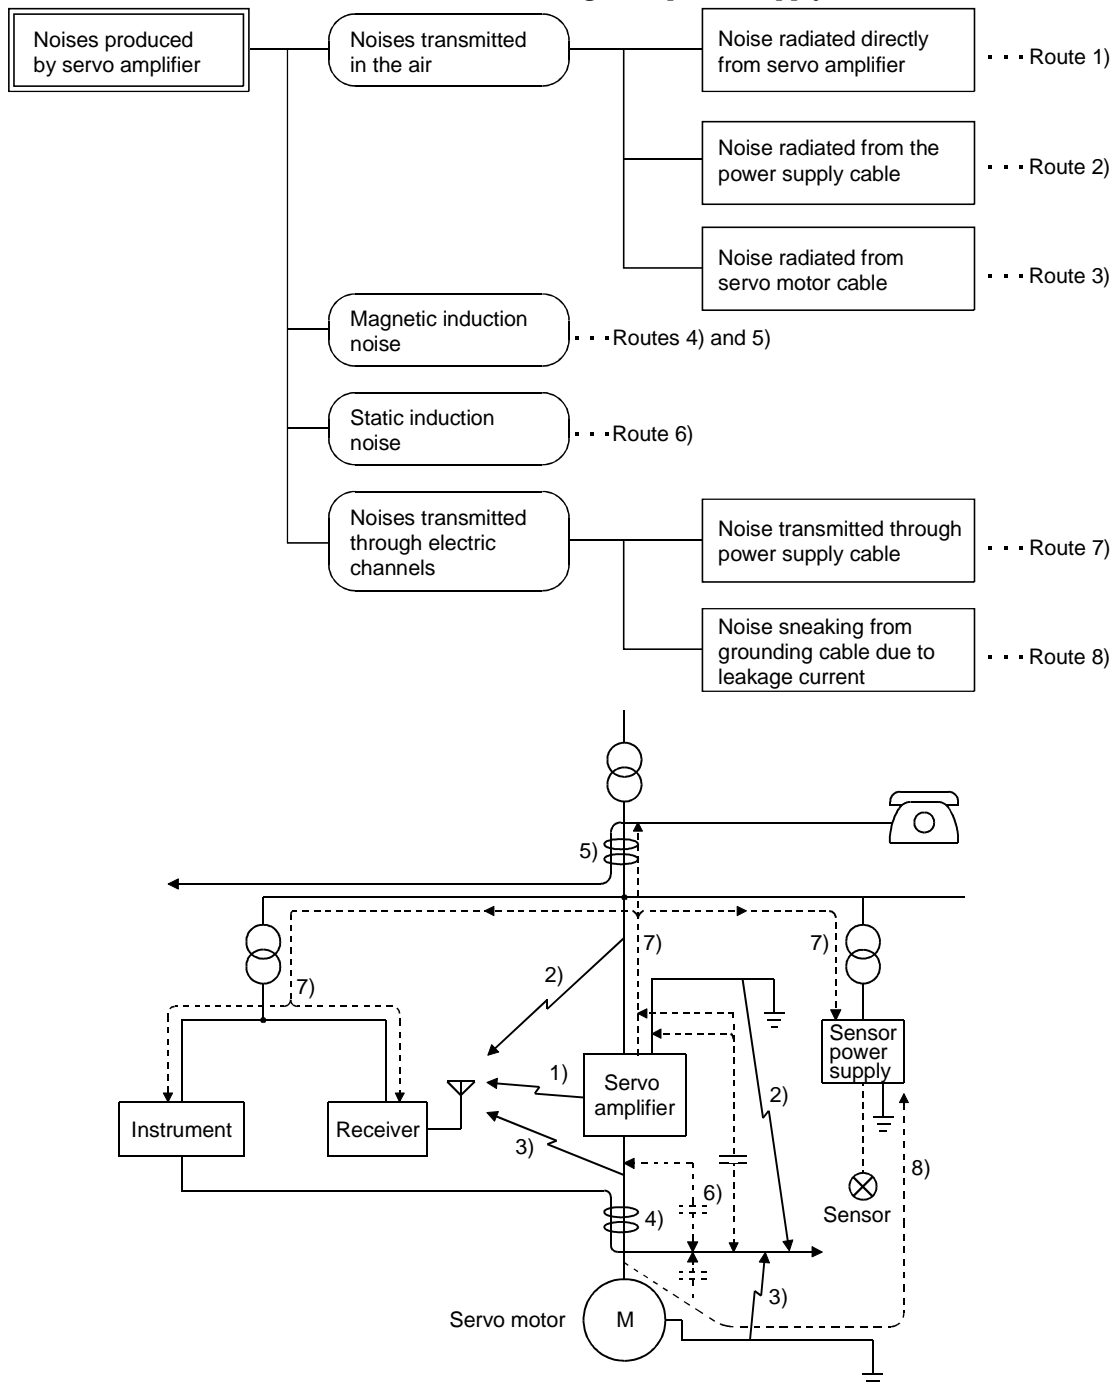 Noises produced
by servo amplifier
Noises transmitted
in the air
Noise radiated directly
from servo amplifier
· · · Route 1)
Noise radiated from the
power supply cable
· · · Route 2)
Noise radiated from
servo motor cable
· · · Route 3)
Magnetic induction
noise
· · · Routes 4) and 5)
Static induction
noise
· · · Route 6)
Noises transmitted
through electric
channels
Noise transmitted through
power supply cable
· · · Route 7)
Noise sneaking from
grounding cable due to
leakage current
· · · Route 8)
5)
7)
7)
2)
7)
Sensor
power
supply
1)
Servo
amplifier
2)
Instrument
Receiver
3)
8)
6)
4)
Sensor
3)
Servo motor
M